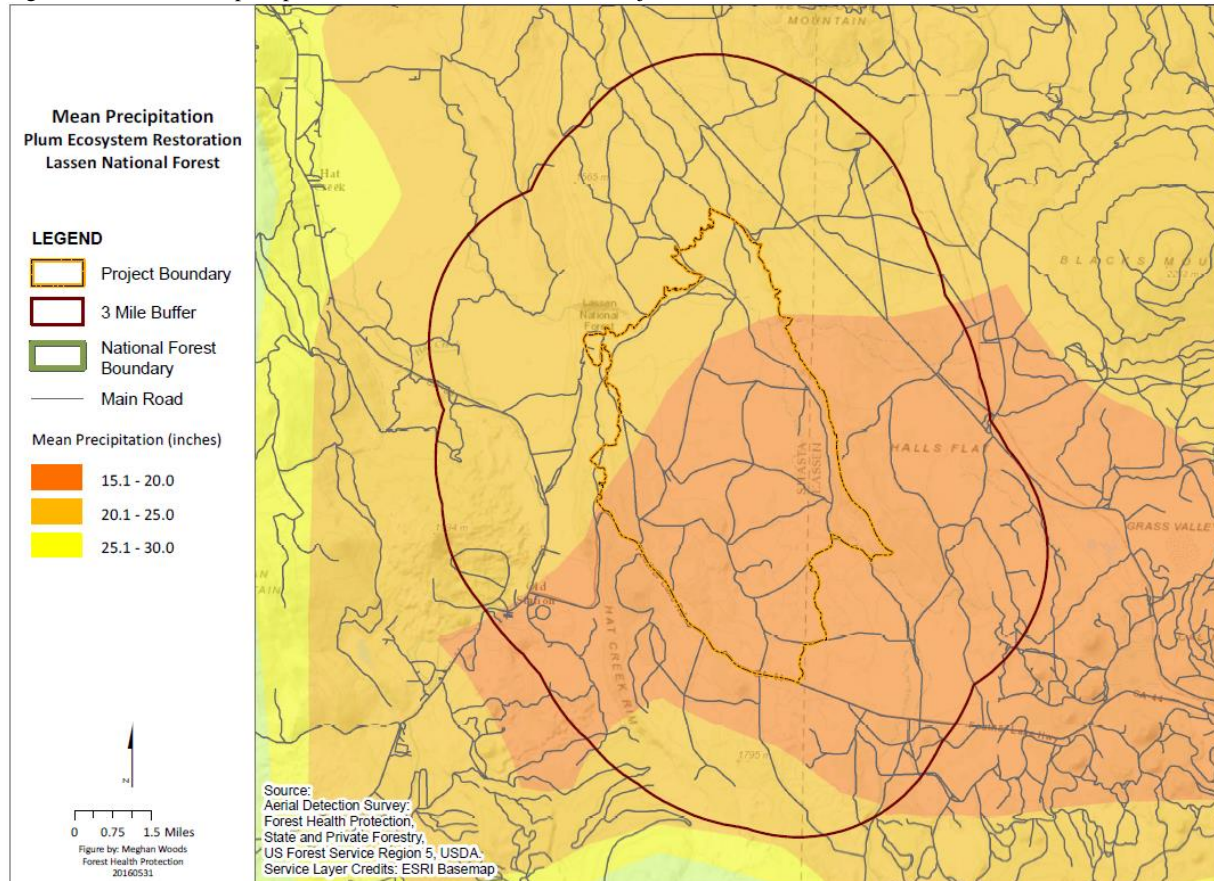 Mean Precipitation
Plum Ecosystem Restoration
Lassen National Forest
LEGEND
Project Boundary
3 Mile Buffer
National Forest
Boundary
Main Road
Mean Precipitation (inches)
15.1 - 20.0
20.1 - 25.0
25.1 - 30.0
N
0 0.75 1.5 Miles
Figure by: Meghan Woods
Forest Health Protection
20160531
MOUNTAIN
Hat
Creek
BLACKS
Lassen
National
Forest
SHASTA
LASSEN
HALLS FLAT
GRASS VALLEY
Old
Station
HAT CREEK RIM
1795 m
CA-44
Source:
Aerial Detection Survey:
Forest Health Protection,
State and Private Forestry,
US Forest Service Region 5, USDA.
Service Layer Credits: ESRI Basemap